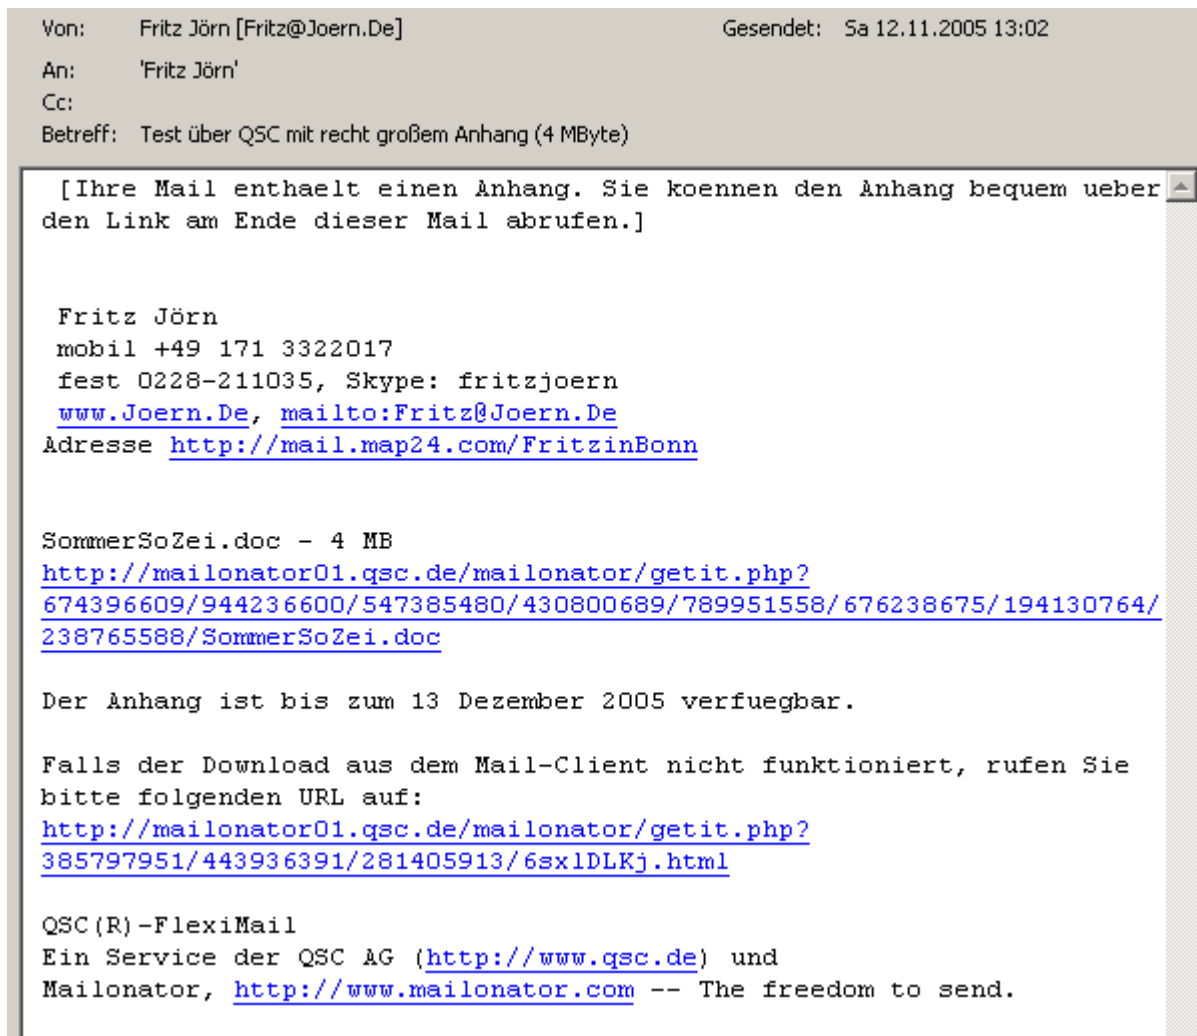 Von: Fritz Jörn [Fritz@Joern.De] Gesendet: Sa 12.11.2005 13:02
An: 'Fritz Jörn'
Cc:
Betreff: Test über QSC mit recht großem Anhang (4 MByte)
[Ihre Mail enthaelt einen Anhang. Sie koennen den Anhang bequem ueber
den Link am Ende dieser Mail abrufen.]
Fritz Jörn
mobil +49 171 3322017
fest 0228-211035, Skype: fritzjoern
www.Joern.De, mailto:Fritz@Joern.De
Adresse http://mail.map24.com/FritzinBonn
SommerSoZei.doc - 4 MB
http://mailonator01.qsc.de/mailonator/getit.php?
674396609/944236600/547385480/430800689/789951558/676238675/194130764/
238765588/SommerSoZei.doc
Der Anhang ist bis zum 13 Dezember 2005 verfuegbar.
Falls der Download aus dem Mail-Client nicht funktioniert, rufen Sie
bitte folgenden URL auf:
http://mailonator01.qsc.de/mailonator/getit.php?
385797951/443936391/281405913/6sxlDLKj.html
QSC(R)-FlexiMail
Ein Service der QSC AG (http://www.qsc.de) und
Mailonator, http://www.mailonator.com -- The freedom to send.